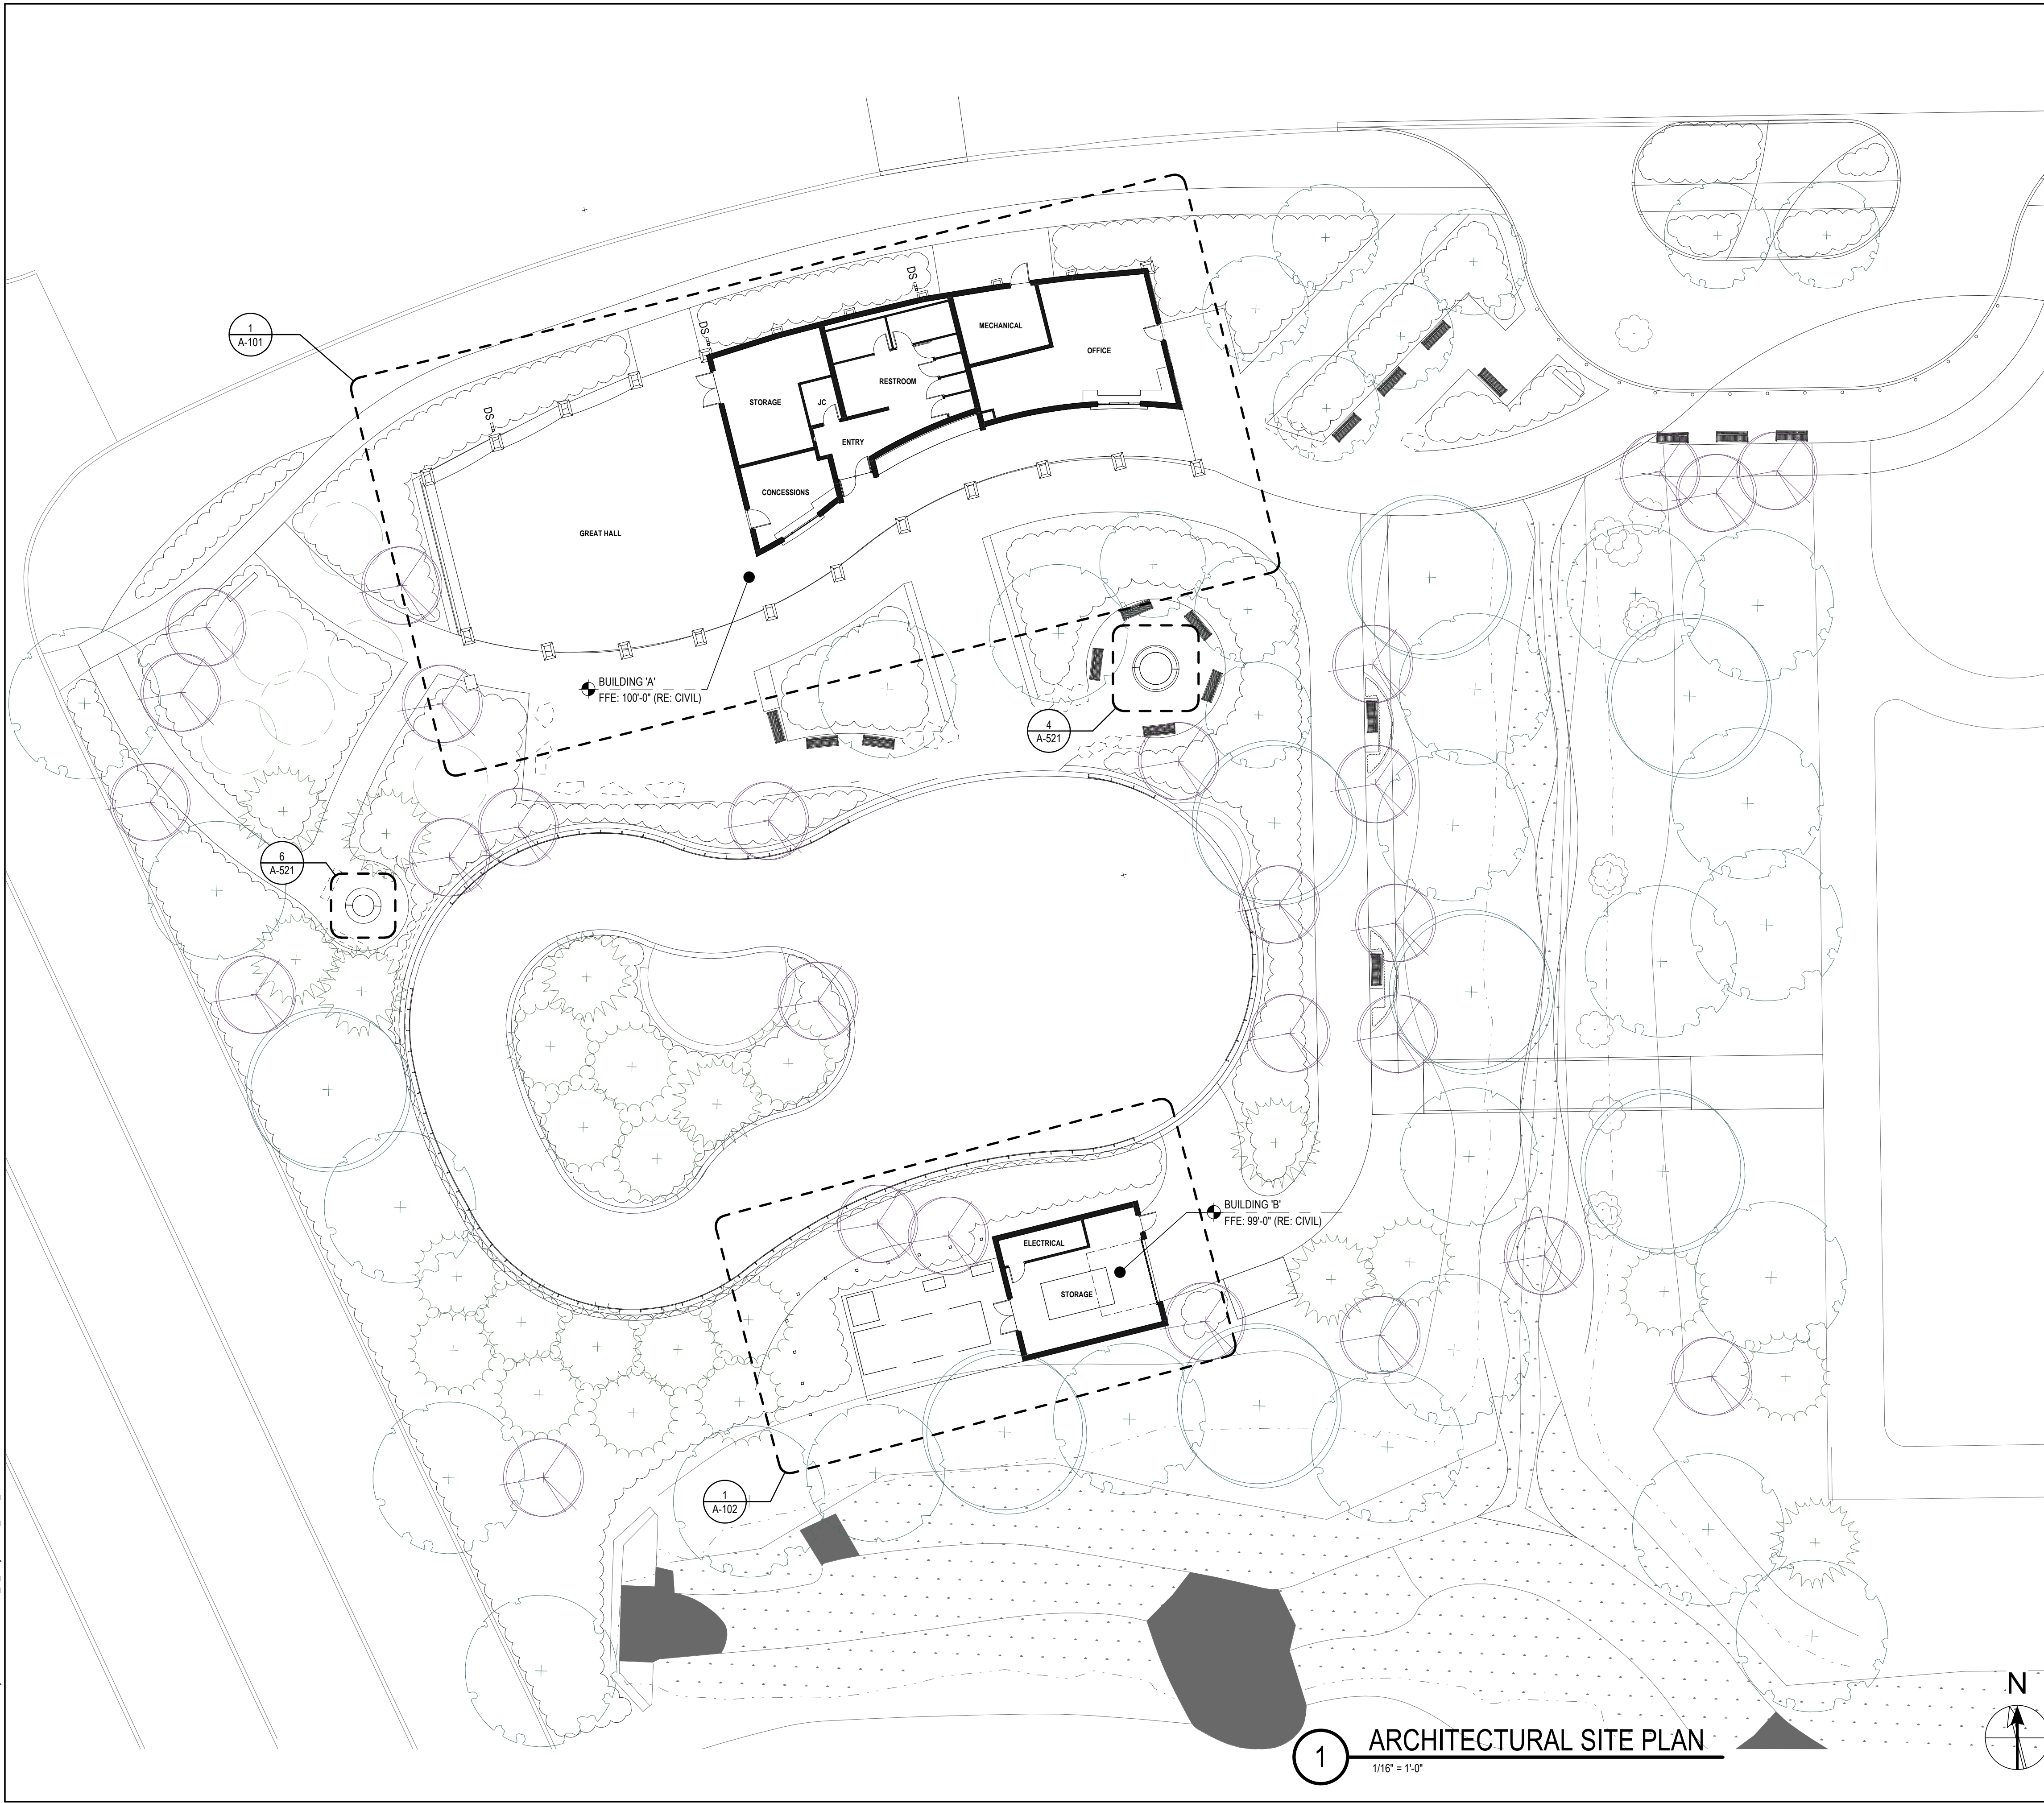 DS
MECHANICAL
1
A-101
DS
OFFICE
RESTROOM
STORAGE
JC
DS
ENTRY
CONCESSIONS
GREAT HALL
BUILDING 'A'
FFE: 100'-0" (RE: CIVIL)
4
A-521
6
A-521
BUILDING 'B'
FFE: 99'-0" (RE: CIVIL)
ELECTRICAL
STORAGE
1
A-102
N
1
ARCHITECTURAL SITE PLAN
1/16" = 1'-0"